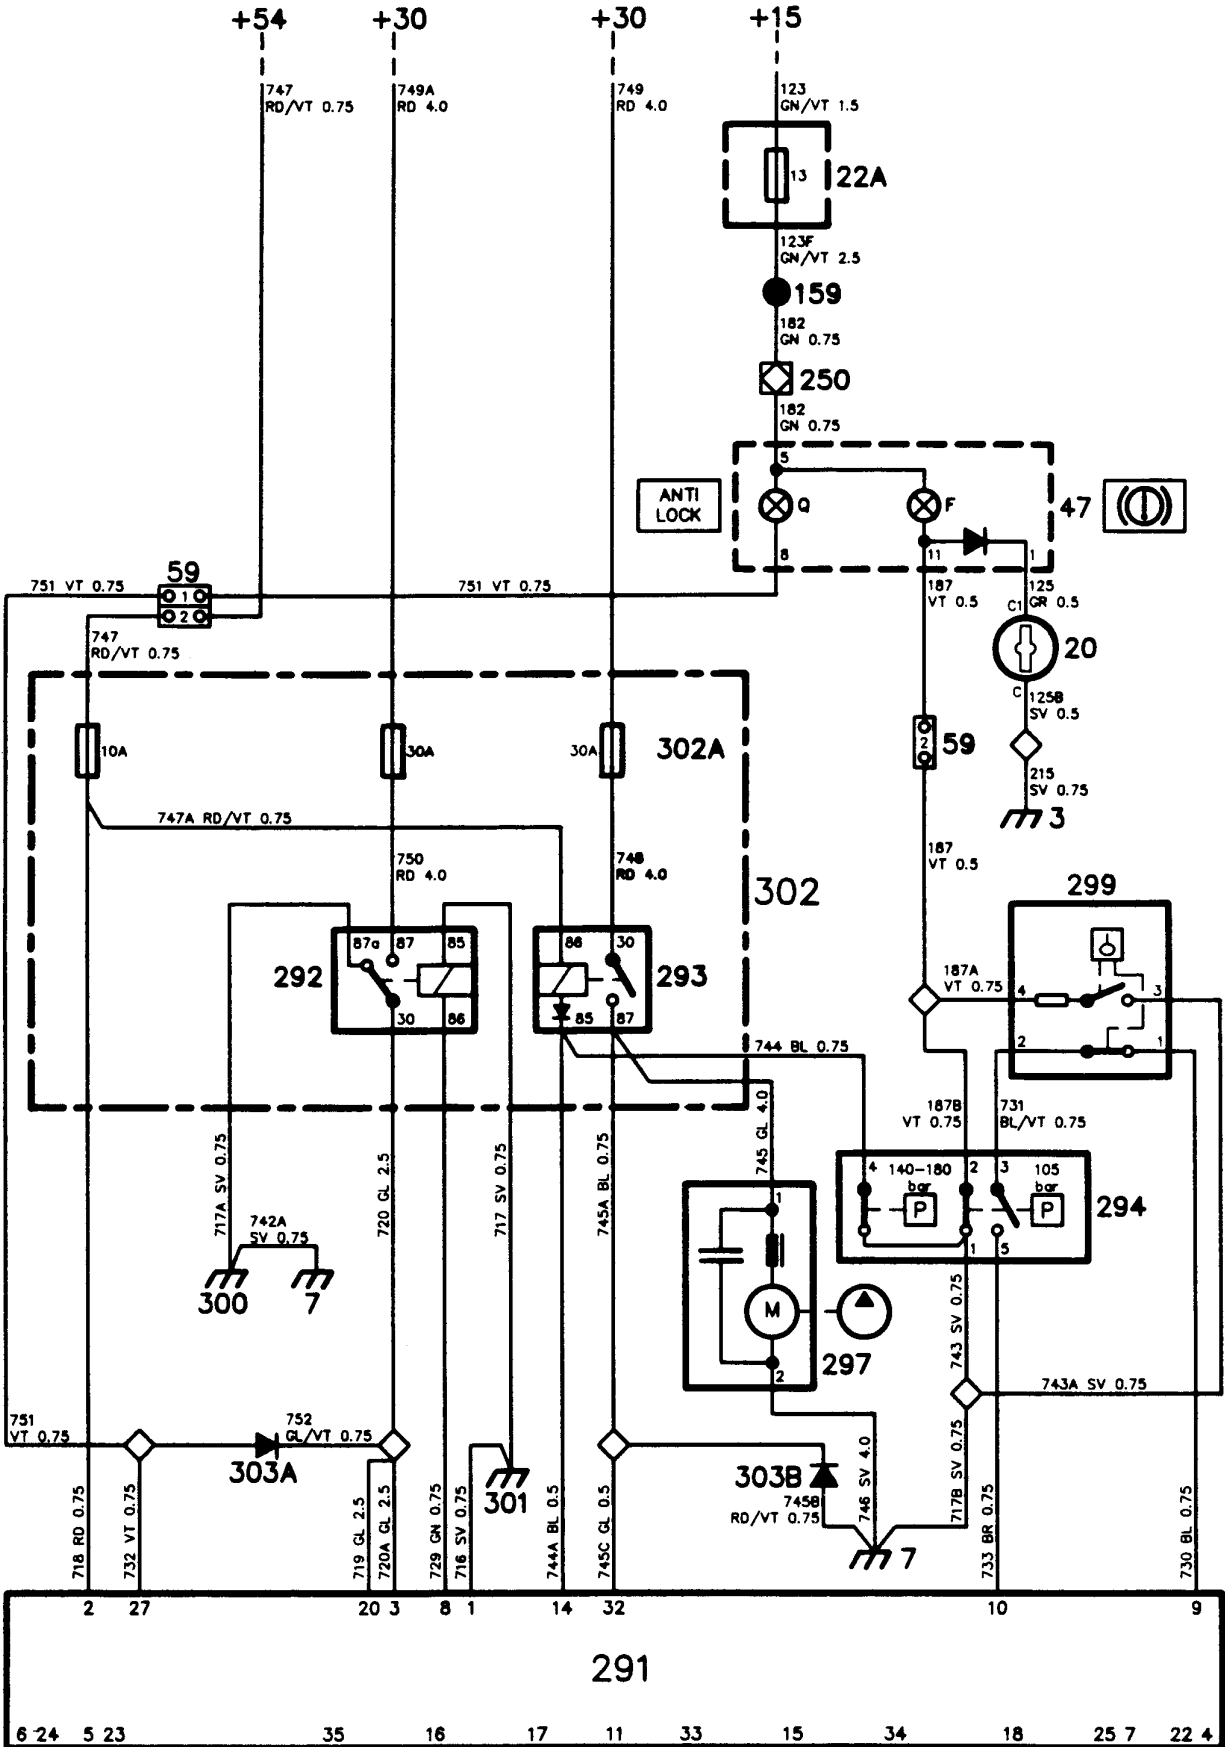 +54 +30 +30 +15
747
RD/VT 0.75
749A
RD 4.0
749
RD 4.0
123
GN/VT 1.5
13
22A
123F
GN/VT 2.5
159
182
GN 0.75
250
182
GN 0.75
5
ANTI
LOCK
Q
F
47
8
11
1
59
751 VT 0.75
1
751 VT 0.75
2
187
VT 0.5
125
GR 0.5
C1
20
747
RD/VT 0.75
C
125B
SV 0.5
10A
30A
30A
302A
2
59
215
SV 0.75
3
747A RD/VT 0.75
750
RD 4.0
748
RD 4.0
187
VT 0.5
302
299
87a
87
85
86
30
292
293
30
86
85
87
187A
VT 0.75
4
3
2
1
744 BL 0.75
187B
VT 0.75
731
BL/VT 0.75
717A SV 0.75
720 GL 2.5
717 SV 0.75
745A BL 0.75
745 GL 4.0
4
140-180
bar
P
2
3
105
bar
P
294
1
5
742A
SV 0.75
300
7
1
M
297
2
743 SV 0.75
743A SV 0.75
751
VT 0.75
752
GL/VT 0.75
303A
303B
745B
RD/VT 0.75
301
746 SV 4.0
717B SV 0.75
7
718 RD 0.75
732 VT 0.75
719 GL 2.5
720A GL 2.5
729 GN 0.75
716 SV 0.75
744A BL 0.5
745C GL 0.5
733 BR 0.75
730 BL 0.75
2 27 20 3 8 1 14 32 10 9
291
6 24 5 23 35 16 17 11 33 15 34 18 25 7 22 4